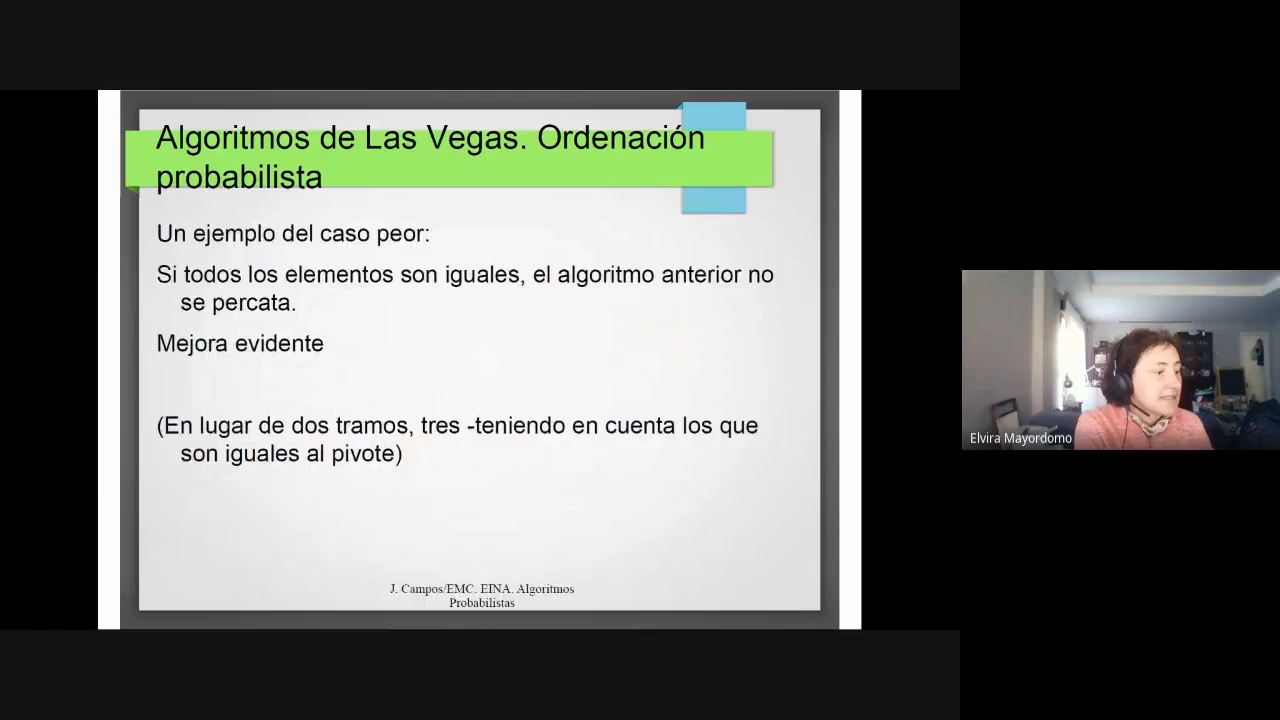 Algoritmos de Las Vegas. Ordenación
probabilista
Un ejemplo del caso peor:
Si todos los elementos son iguales, el algoritmo anterior no
se percata.
Mejora evidente
(En lugar de dos tramos, tres -teniendo en cuenta los que
son iguales al pivote)
J. Campos/EMC. EINA. Algoritmos
Probabilistas
Elvira Mayordomo